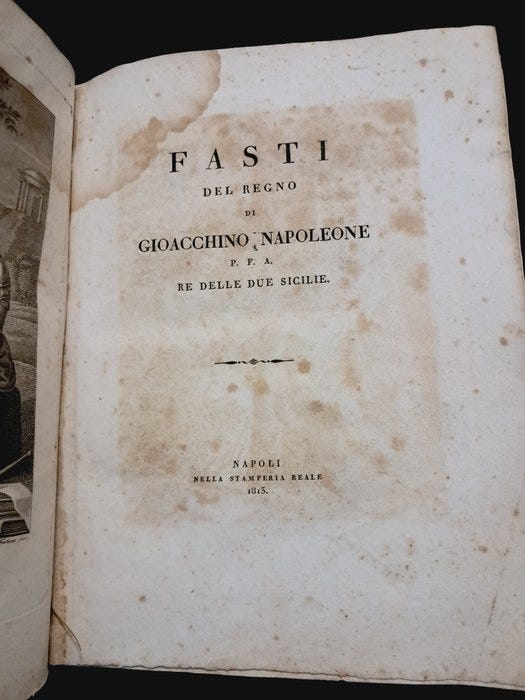 FASTI
DEL REGNO
DI
GIOACCHINO NAPOLEONE
P. F. A.
RE DELLE DUE SICILIE.
NAPOLI
NELLA STAMPERIA REALE
1813.